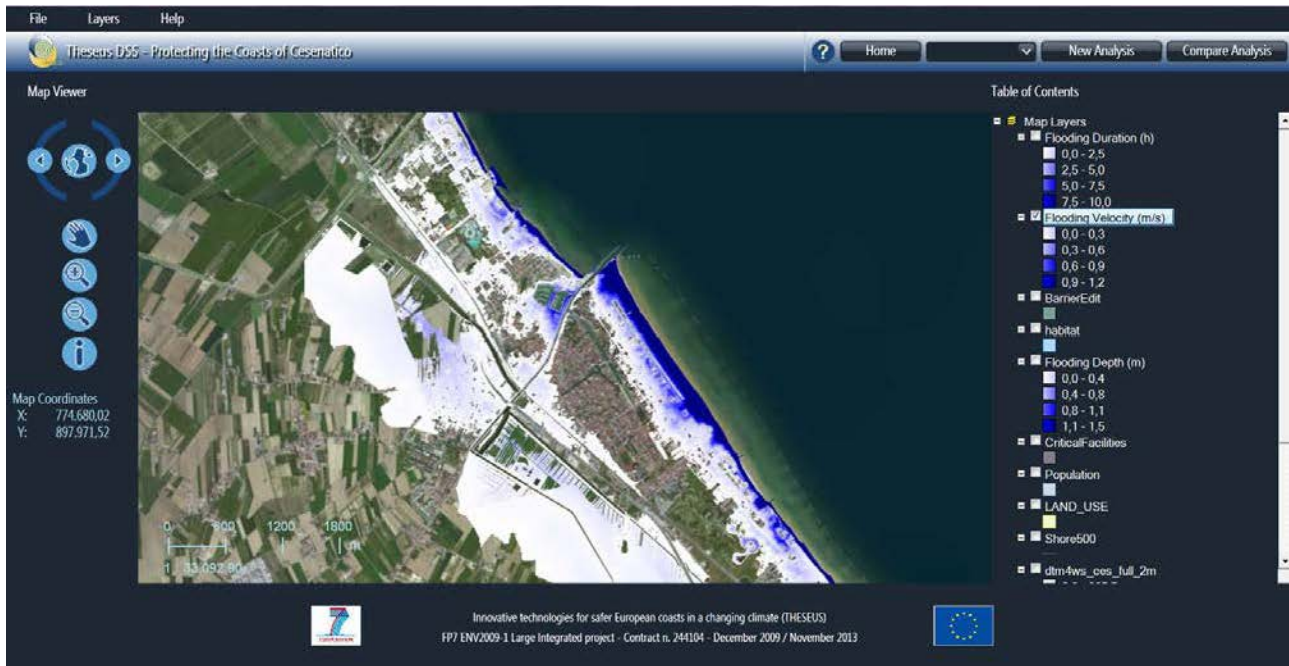 File Layers Help
Theseus DSS - Protecting the Coasts of Cesenatico
? Home New Analysis Compare Analysis
Map Viewer
Table of Contents
Map Layers
Flooding Duration (h)
0,0 - 2,5
2,5 - 5,0
5,0 - 7,5
7,5 - 10,0
Flooding Velocity (m/s)
0,0 - 0,3
0,3 - 0,6
0,6 - 0,9
0,9 - 1,2
BarrierEdit
habitat
Flooding Depth (m)
0,0 - 0,4
0,4 - 0,8
0,8 - 1,1
1,1 - 1,5
CriticalFacilities
Population
LAND_USE
Shore500
dtm4ws_ces_full_2m
Map Coordinates
X: 774.680,02
Y: 897.971,52
0 600 1200 1800
m
7
Innovative technologies for safer European coasts in a changing climate (THESEUS)
FP7 ENV2009-1 Large Integrated project - Contract n. 244104 - December 2009 / November 2013